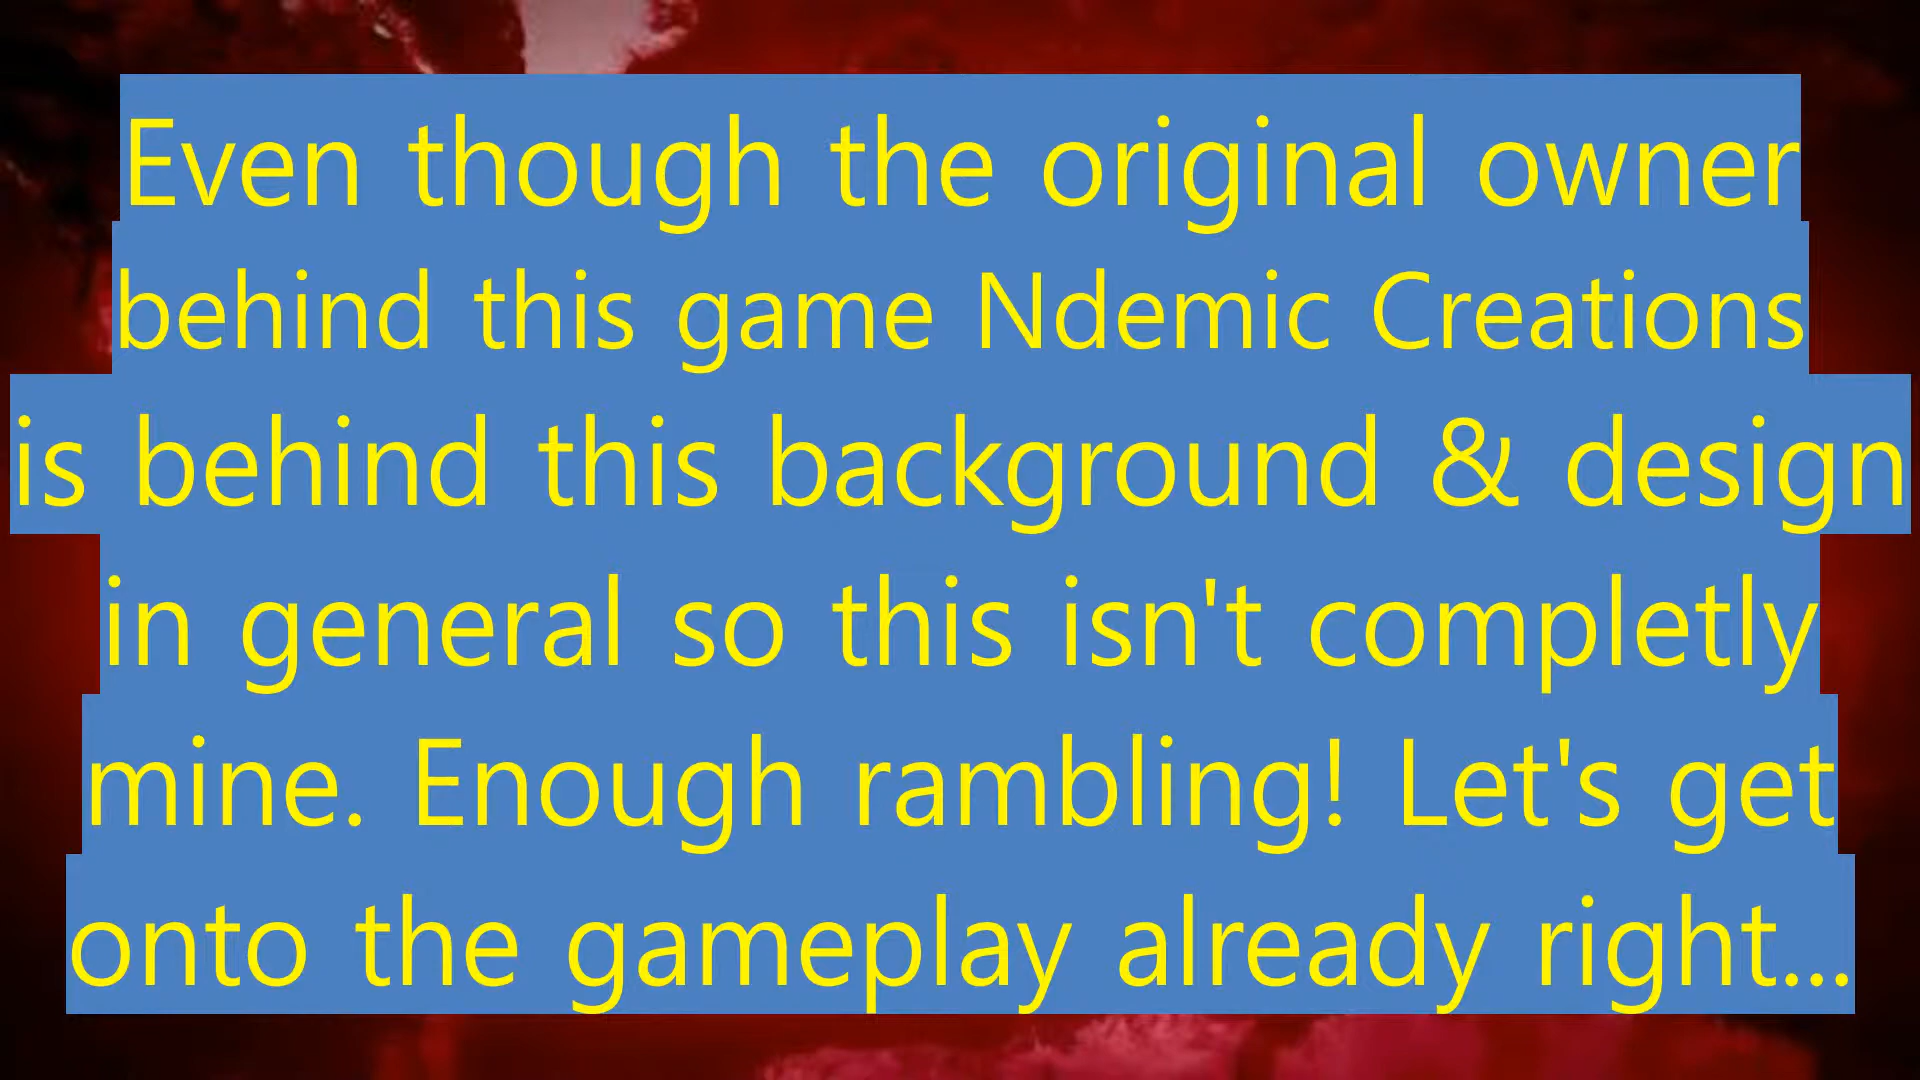 Even though the original owner
behind this game Ndemic Creations
is behind this background & design
in general so this isn't completly
mine. Enough rambling! Let's get
onto the gameplay already right...